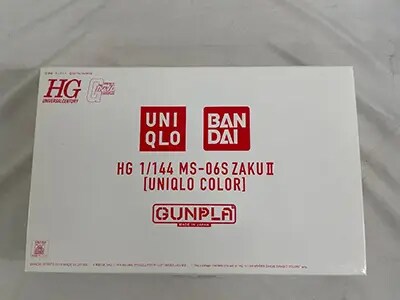 HG
UNIVERSAL CENTURY
UNI
QLO
BAN
DAI
HG 1/144 MS-06S ZAKU II
[UNIQLO COLOR]
GUNPLA
MADE IN JAPAN